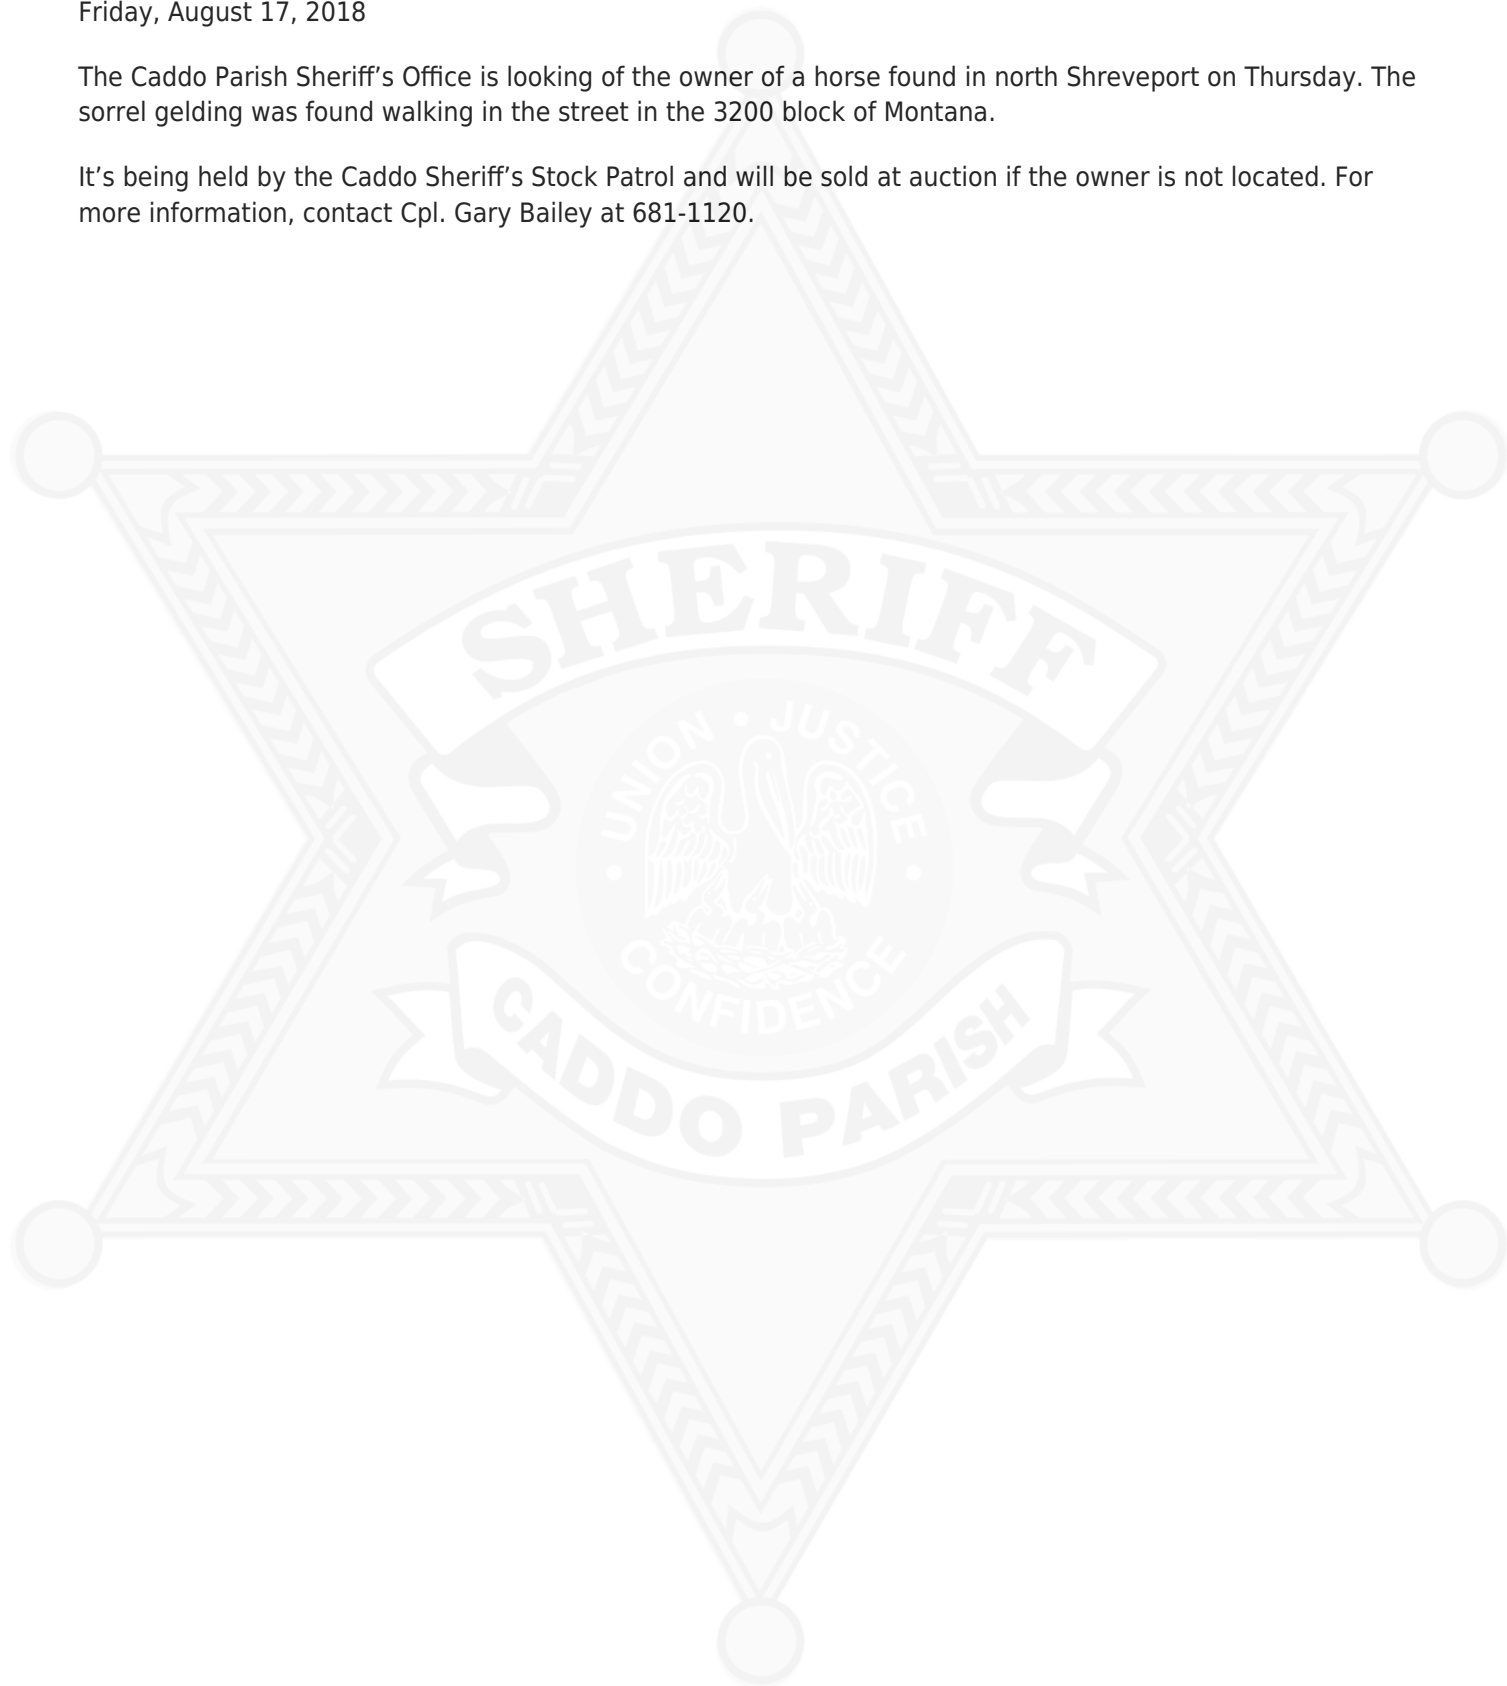 Friday, August 17, 2018
The Caddo Parish Sheriff’s Office is looking of the owner of a horse found in north Shreveport on Thursday. The
sorrel gelding was found walking in the street in the 3200 block of Montana.
It’s being held by the Caddo Sheriff’s Stock Patrol and will be sold at auction if the owner is not located. For
more information, contact Cpl. Gary Bailey at 681-1120.
SHERIFF
UNION • JUSTICE
• CONFIDENCE •
CADDO PARISH